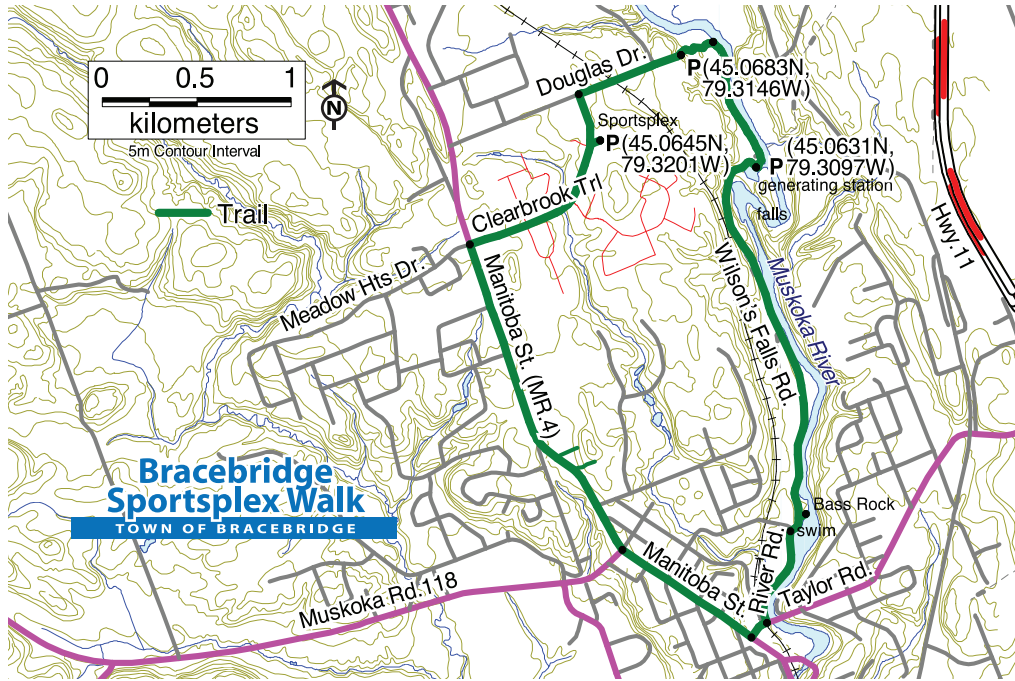 0 0.5 1
kilometers
5m Contour Interval
N
Trail
Douglas Dr.
P(45.0683N,
79.3146W)
Sportsplex
P(45.0645N,
79.3201W)
(45.0631N,
P79.3097W)
generating station
falls
Hwy.11
Clearbrook Trl
Meadow Hts Dr.
Manitoba St. (MR.4)
Wilson's Falls Rd.
Muskoka River
Bracebridge
Sportsplex Walk
TOWN OF BRACEBRIDGE
Bass Rock
swim
Muskoka Rd.118
Manitoba St.
River Rd.
Taylor Rd.